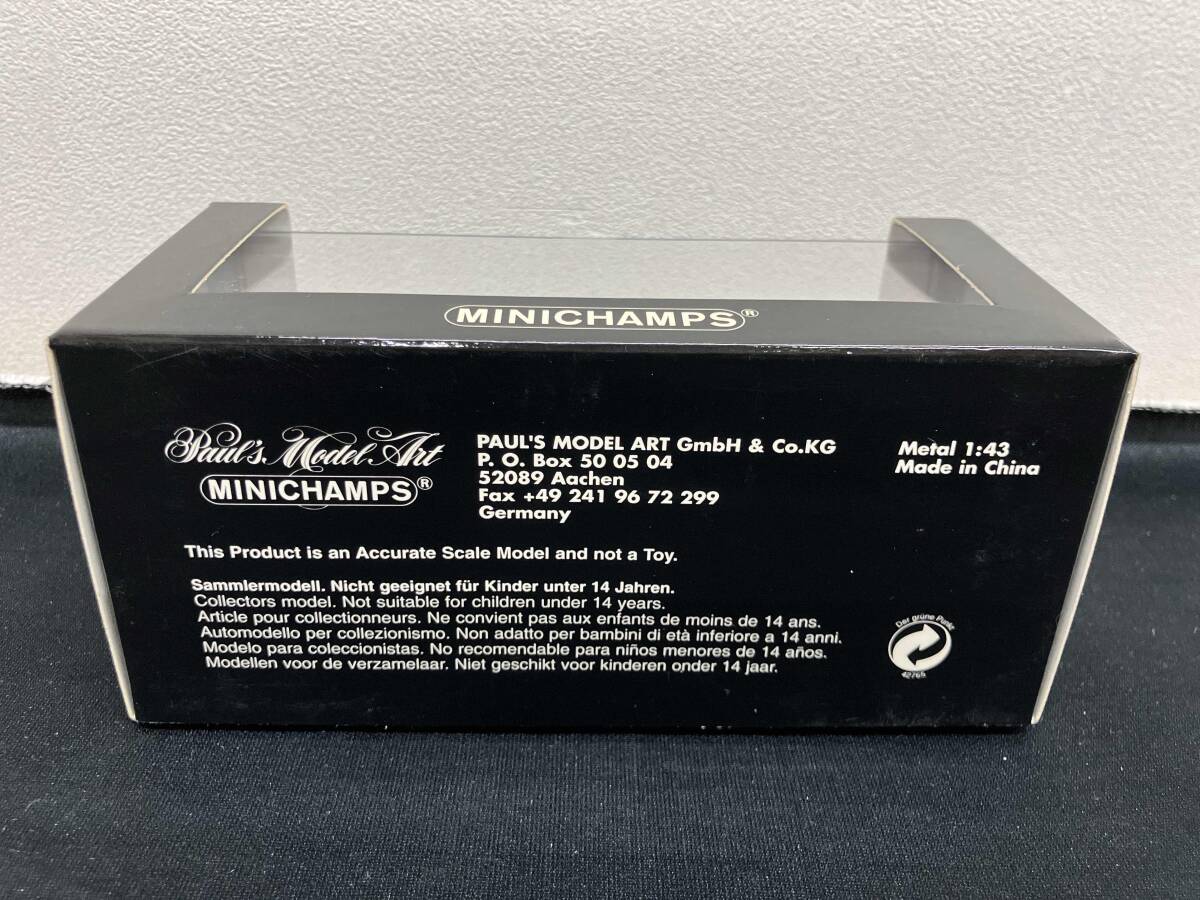 MINICHAMPS®
Paul's Model Art
MINICHAMPS®
PAUL'S MODEL ART GmbH & Co.KG
P. O. Box 50 05 04
52089 Aachen
Fax +49 241 96 72 299
Germany
Metal 1:43
Made in China
This Product is an Accurate Scale Model and not a Toy.
Sammlermodell. Nicht geeignet für Kinder unter 14 Jahren.
Collectors model. Not suitable for children under 14 years.
Article pour collectionneurs. Ne convient pas aux enfants de moins de 14 ans.
Automodello per collezionismo. Non adatto per bambini di età inferiore a 14 anni.
Modelo para coleccionistas. No recomendable para niños menores de 14 años.
Modellen voor de verzamelaar. Niet geschikt voor kinderen onder 14 jaar.
Der grüne Punkt
42765